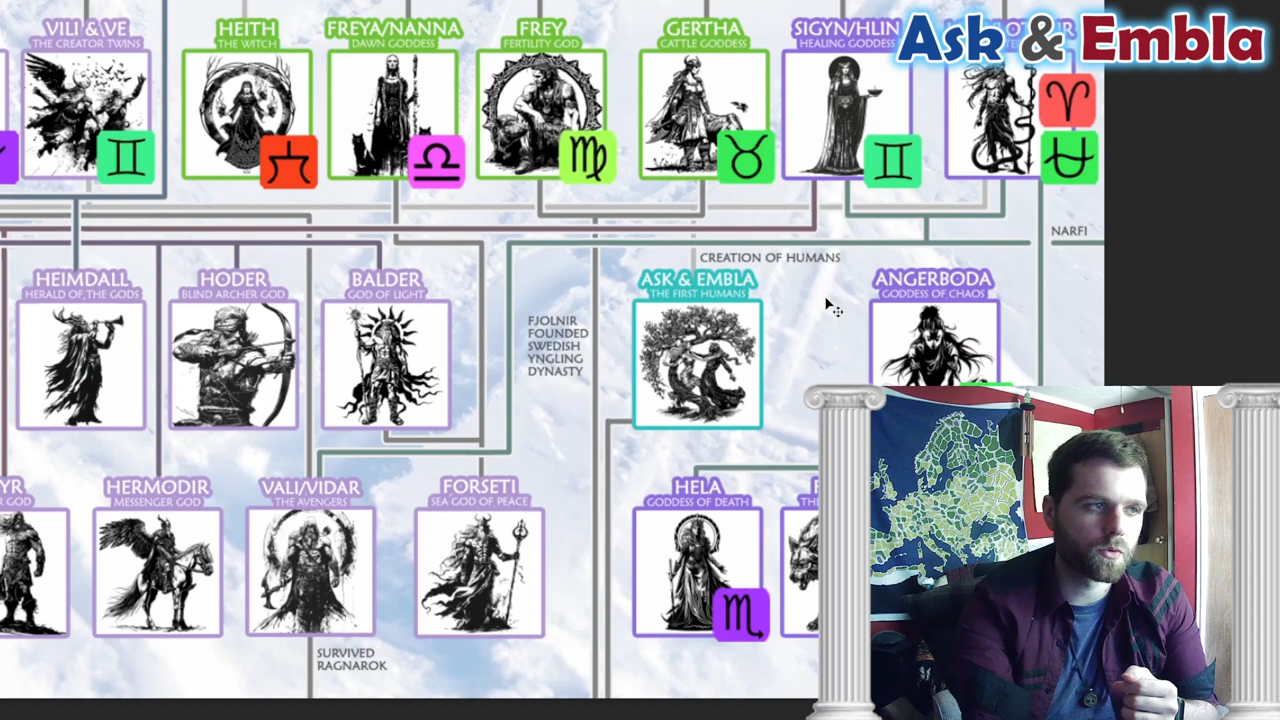 Ask & Embla
VILI & VE
THE CREATOR TWINS
HEITH
THE WITCH
FREYA/NANNA
DAWN GODDESS
FREY
FERTILITY GOD
GERTHA
CATTLE GODDESS
SIGYN/HLIN
HEALING GODDESS
NARFI
CREATION OF HUMANS
HEIMDALL
HERALD OF THE GODS
HODER
BLIND ARCHER GOD
BALDER
GOD OF LIGHT
FJOLNIR
FOUNDED
SWEDISH
YNGLING
DYNASTY
ASK & EMBLA
THE FIRST HUMANS
ANGERBODA
GODDESS OF CHAOS
HERMODIR
MESSENGER GOD
VALI/VIDAR
THE AVENGERS
FORSETI
SEA GOD OF PEACE
HELA
GODDESS OF DEATH
SURVIVED
RAGNAROK